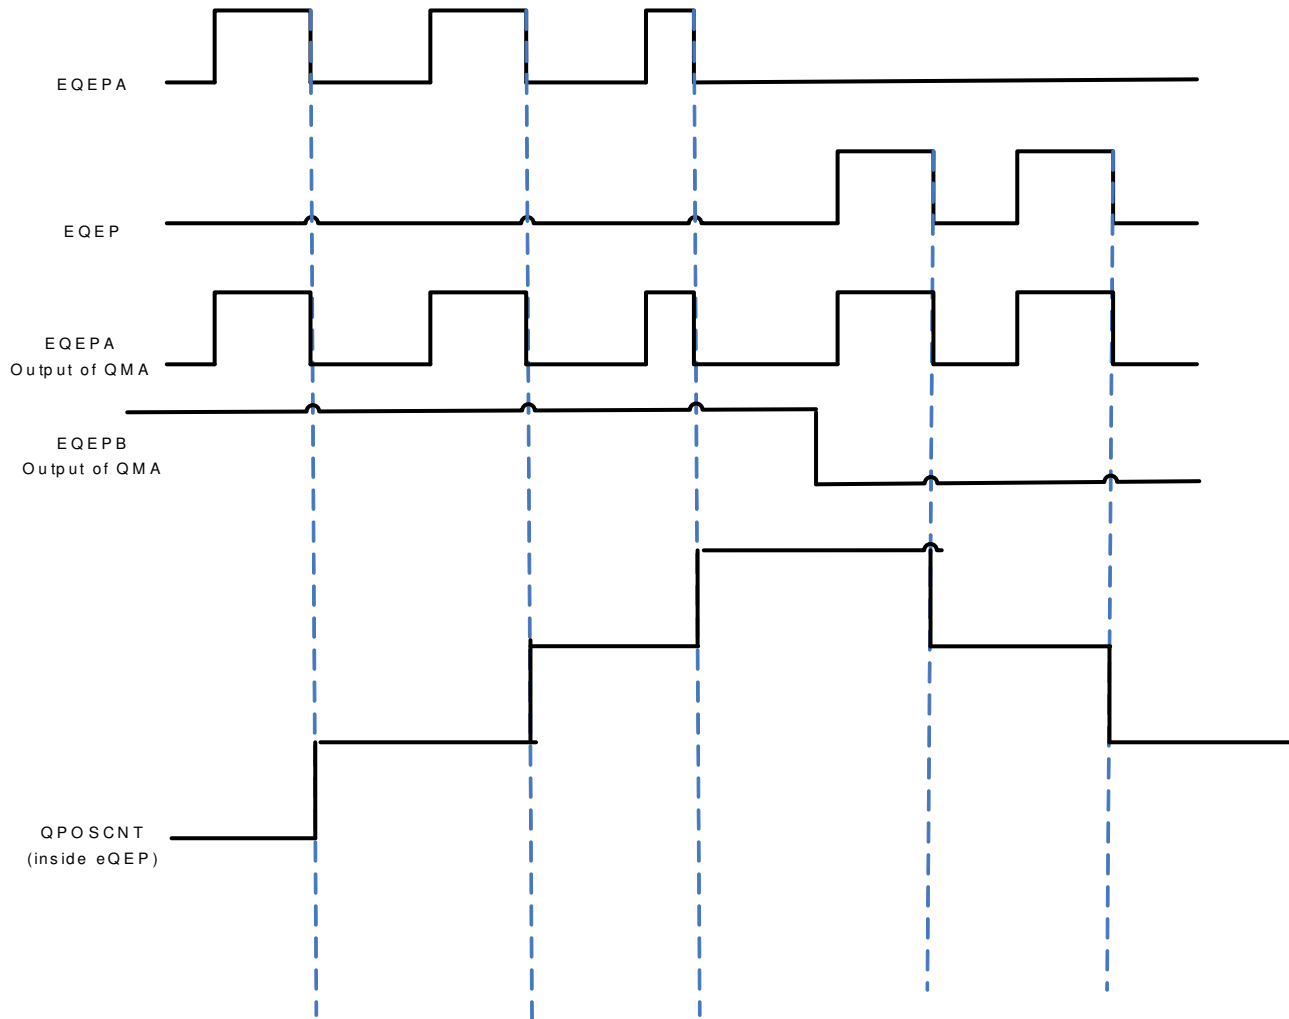 EQEPA
EQEP
EQEPA
Output of QMA
EQEPB
Output of QMA
QPOSCNT
(inside eQEP)